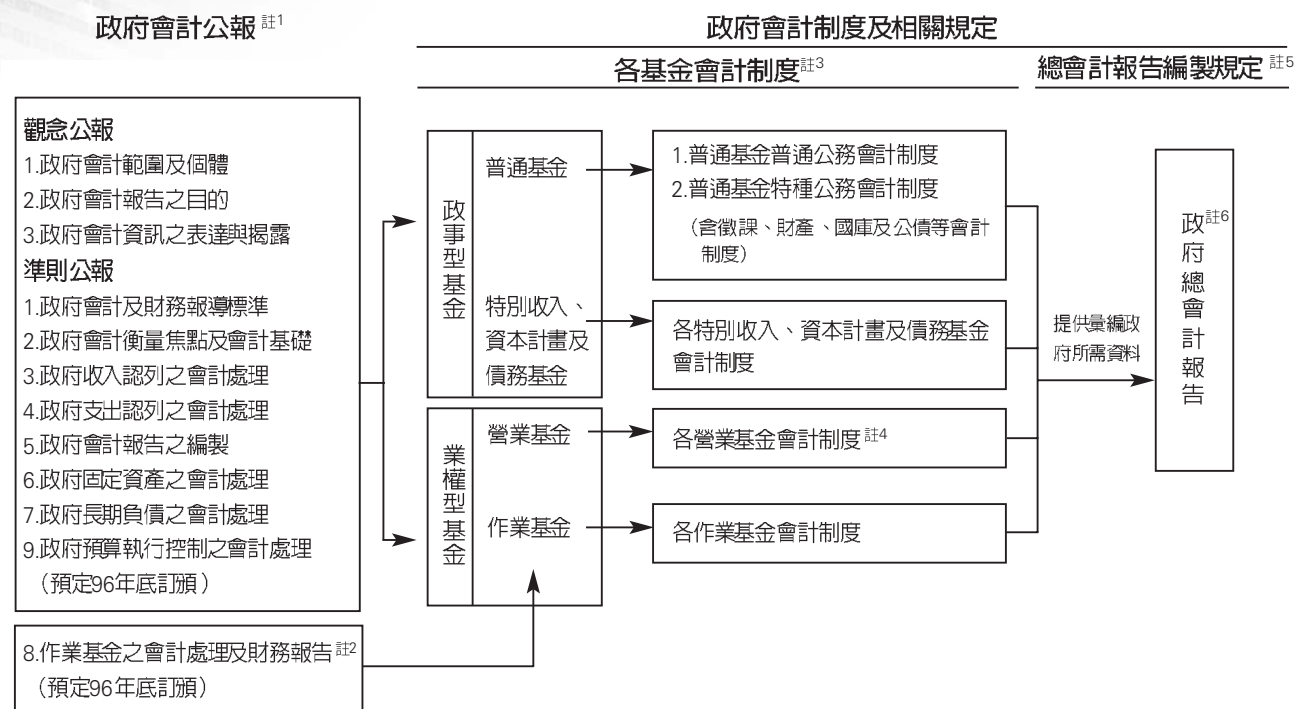 政府會計公報 註1
政府會計制度及相關規定
各基金會計制度註3
總會計報告編製規定 註5
觀念公報
1.政府會計範圍及個體
2.政府會計報告之目的
3.政府會計資訊之表達與揭露
準則公報
1.政府會計及財務報導標準
2.政府會計衡量焦點及會計基礎
3.政府收入認列之會計處理
4.政府支出認列之會計處理
5.政府會計報告之編製
6.政府固定資產之會計處理
7.政府長期負債之會計處理
9.政府預算執行控制之會計處理
（預定96年底訂頒）
8.作業基金之會計處理及財務報告 註2
（預定96年底訂頒）
政事型基金
普通基金
特別收入、
資本計畫及
債務基金
業權型基金
營業基金
作業基金
1.普通基金普通公務會計制度
2.普通基金特種公務會計制度
（含徵課、財產、國庫及公債等會計
制度）
各特別收入、資本計畫及債務基金
會計制度
各營業基金會計制度註4
各作業基金會計制度
提供彙編政
府所需資料
政府總會計報告註6